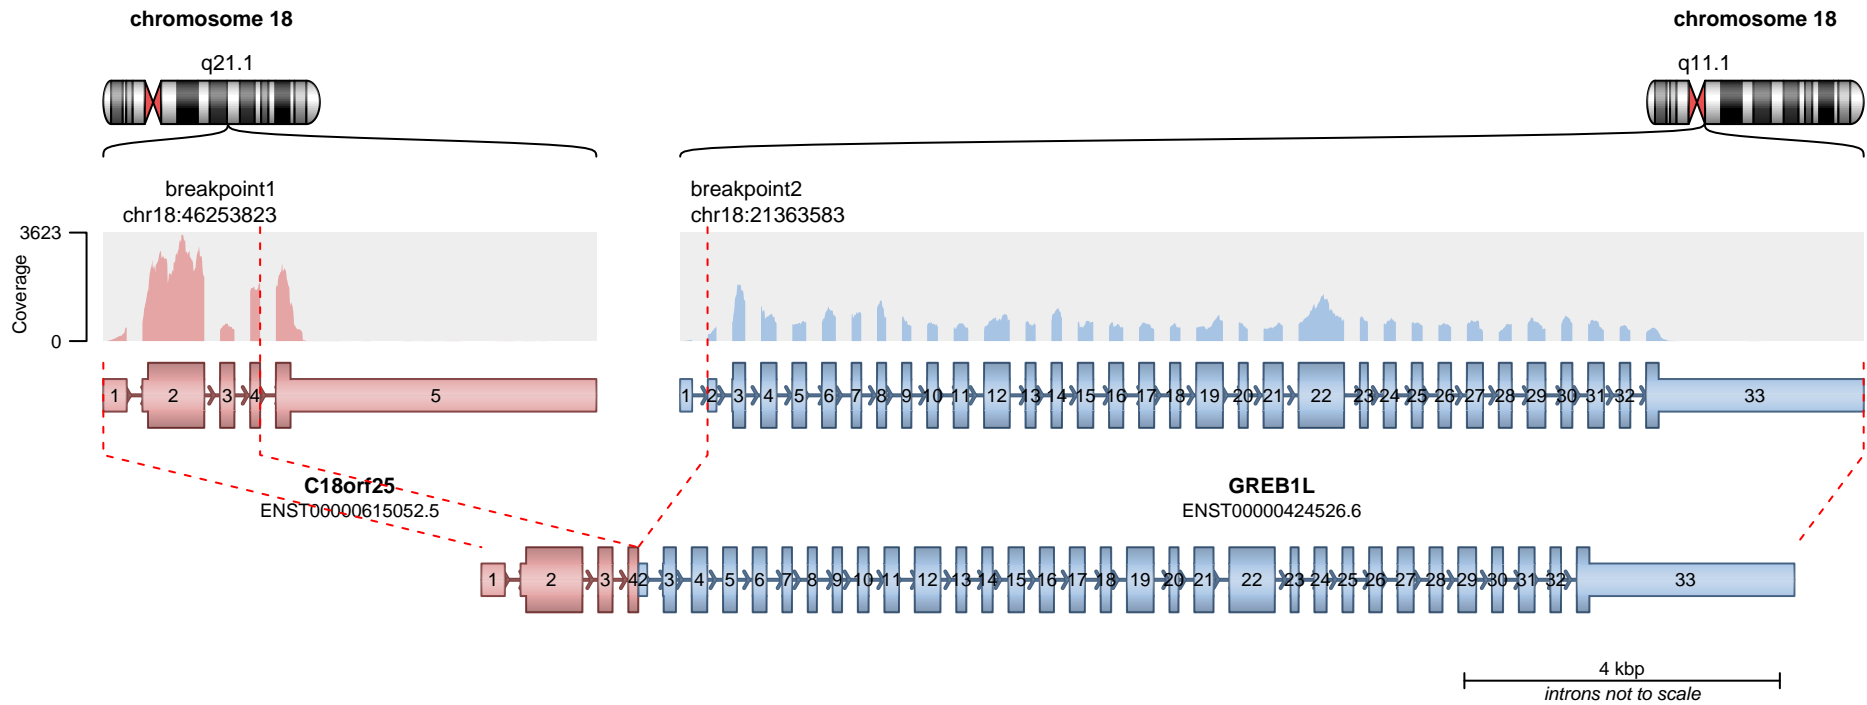 chromosome 18
chromosome 18
q21.1
q11.1
breakpoint1
chr18:46253823
breakpoint2
chr18:21363583
3623
Coverage
0
1 2 3 4 5
1 2 3 4 5 6 7 8 9 10 11 12 13 14 15 16 17 18 19 20 21 22 23 24 25 26 27 28 29 30 31 32 33
C18orf25
ENST00000615052.5
GREB1L
ENST00000424526.6
1 2 3 4 2 3 4 5 6 7 8 9 10 11 12 13 14 15 16 17 18 19 20 21 22 23 24 25 26 27 28 29 30 31 32 33
4 kbp
introns not to scale